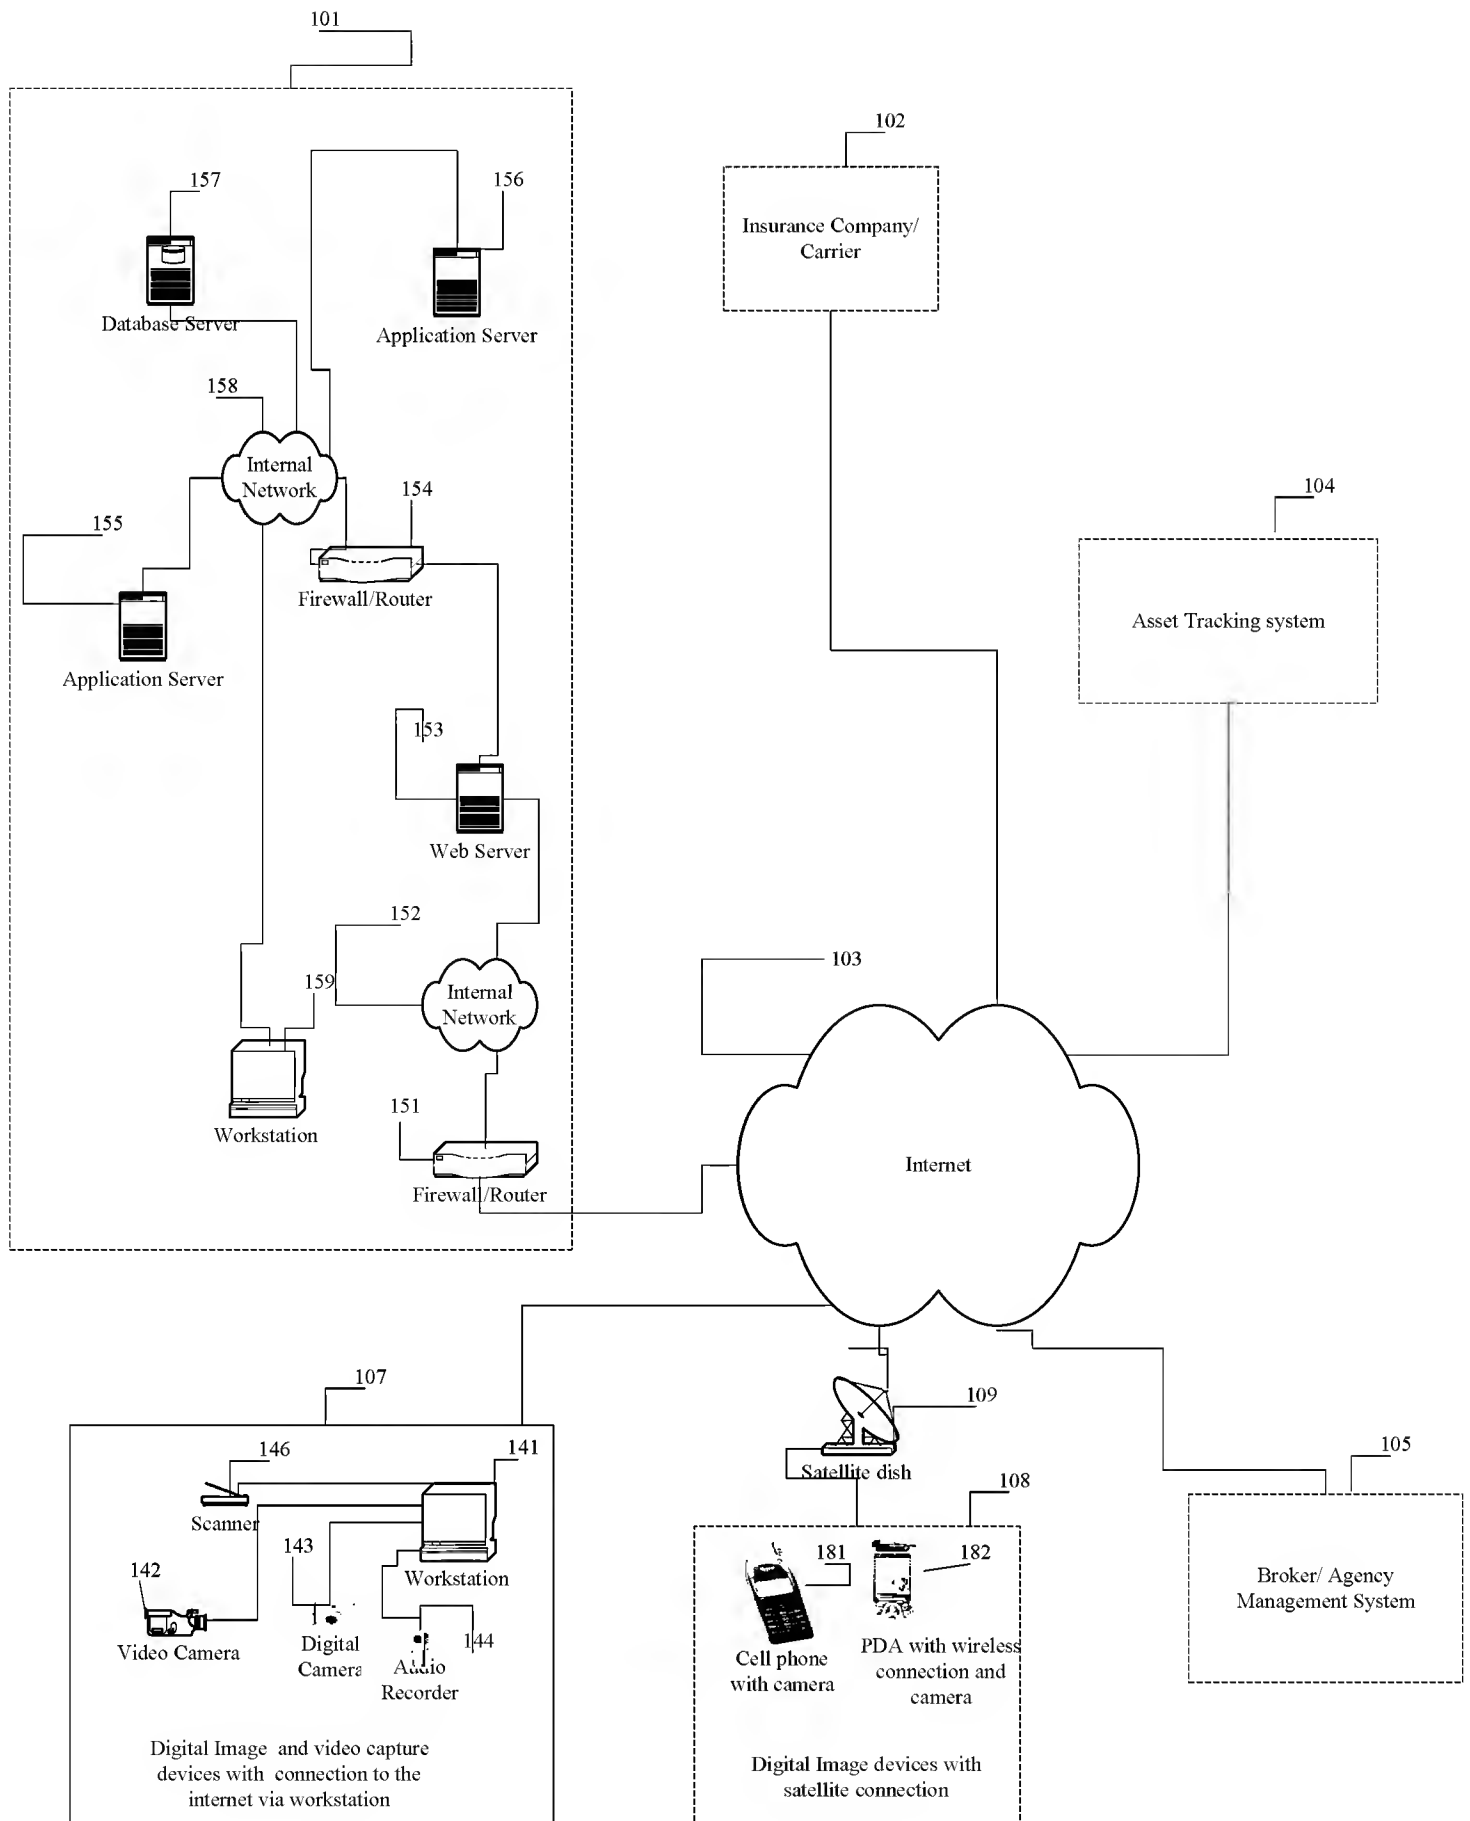 101
102
Insurance Company/
Carrier
157
156
Database Server
Application Server
158
Internal
Network
154
104
155
Firewall/Router
Asset Tracking system
Application Server
153
Web Server
152
103
159
Internal
Network
151
Workstation
Internet
Firewall/Router
107
109
146
141
Satellite dish
105
108
Scanner
143
181
182
142
Workstation
Broker/ Agency
Management System
Video Camera
Digital
Camera
144
Audio
Recorder
Cell phone
with camera
PDA with wireless
connection and
camera
Digital Image and video capture
devices with connection to the
internet via workstation
Digital Image devices with
satellite connection